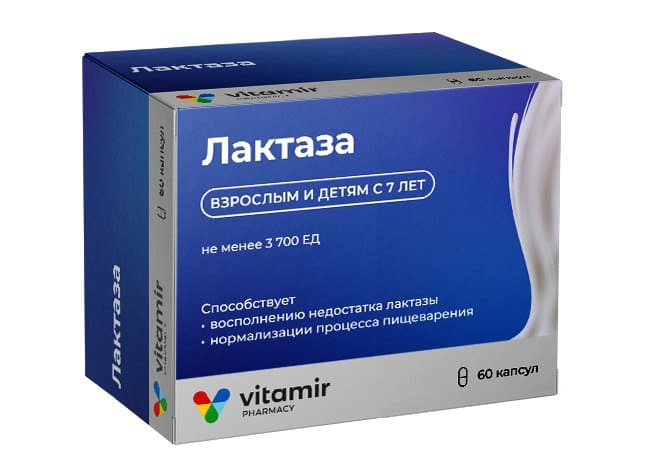 Лактаза
vitamir
PHARMACY
60 капсул
Лактаза
ВЗРОСЛЫМ И ДЕТЯМ С 7 ЛЕТ
не менее 3 700 ЕД
Способствует
• восполнению недостатка лактазы
• нормализации процесса пищеварения
vitamir
PHARMACY
60 капсул
60 капсул
Лактаза
vitamir